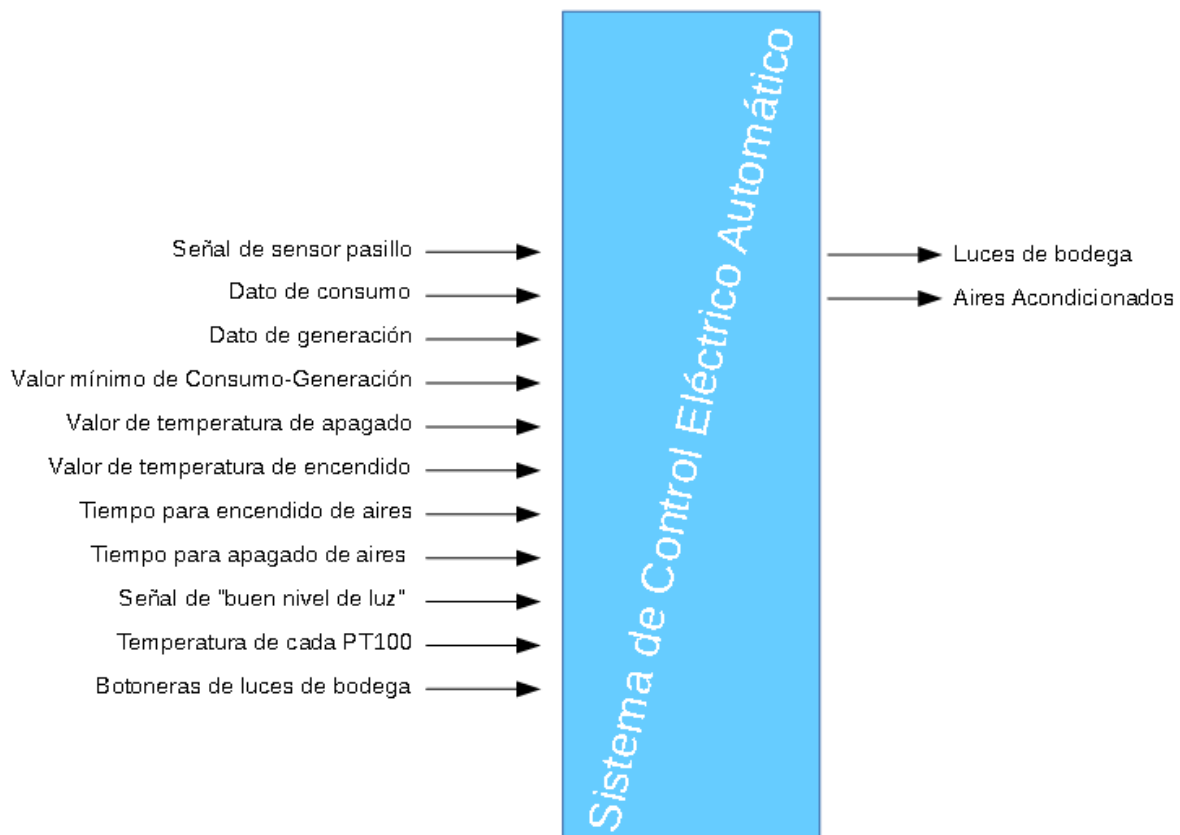 Señal de sensor pasillo
Dato de consumo
Dato de generación
Valor mínimo de Consumo-Generación
Valor de temperatura de apagado
Valor de temperatura de encendido
Tiempo para encendido de aires
Tiempo para apagado de aires
Señal de "buen nivel de luz"
Temperatura de cada PT100
Botoneras de luces de bodega
Sistema de Control Eléctrico Automático
Luces de bodega
Aires Acondicionados